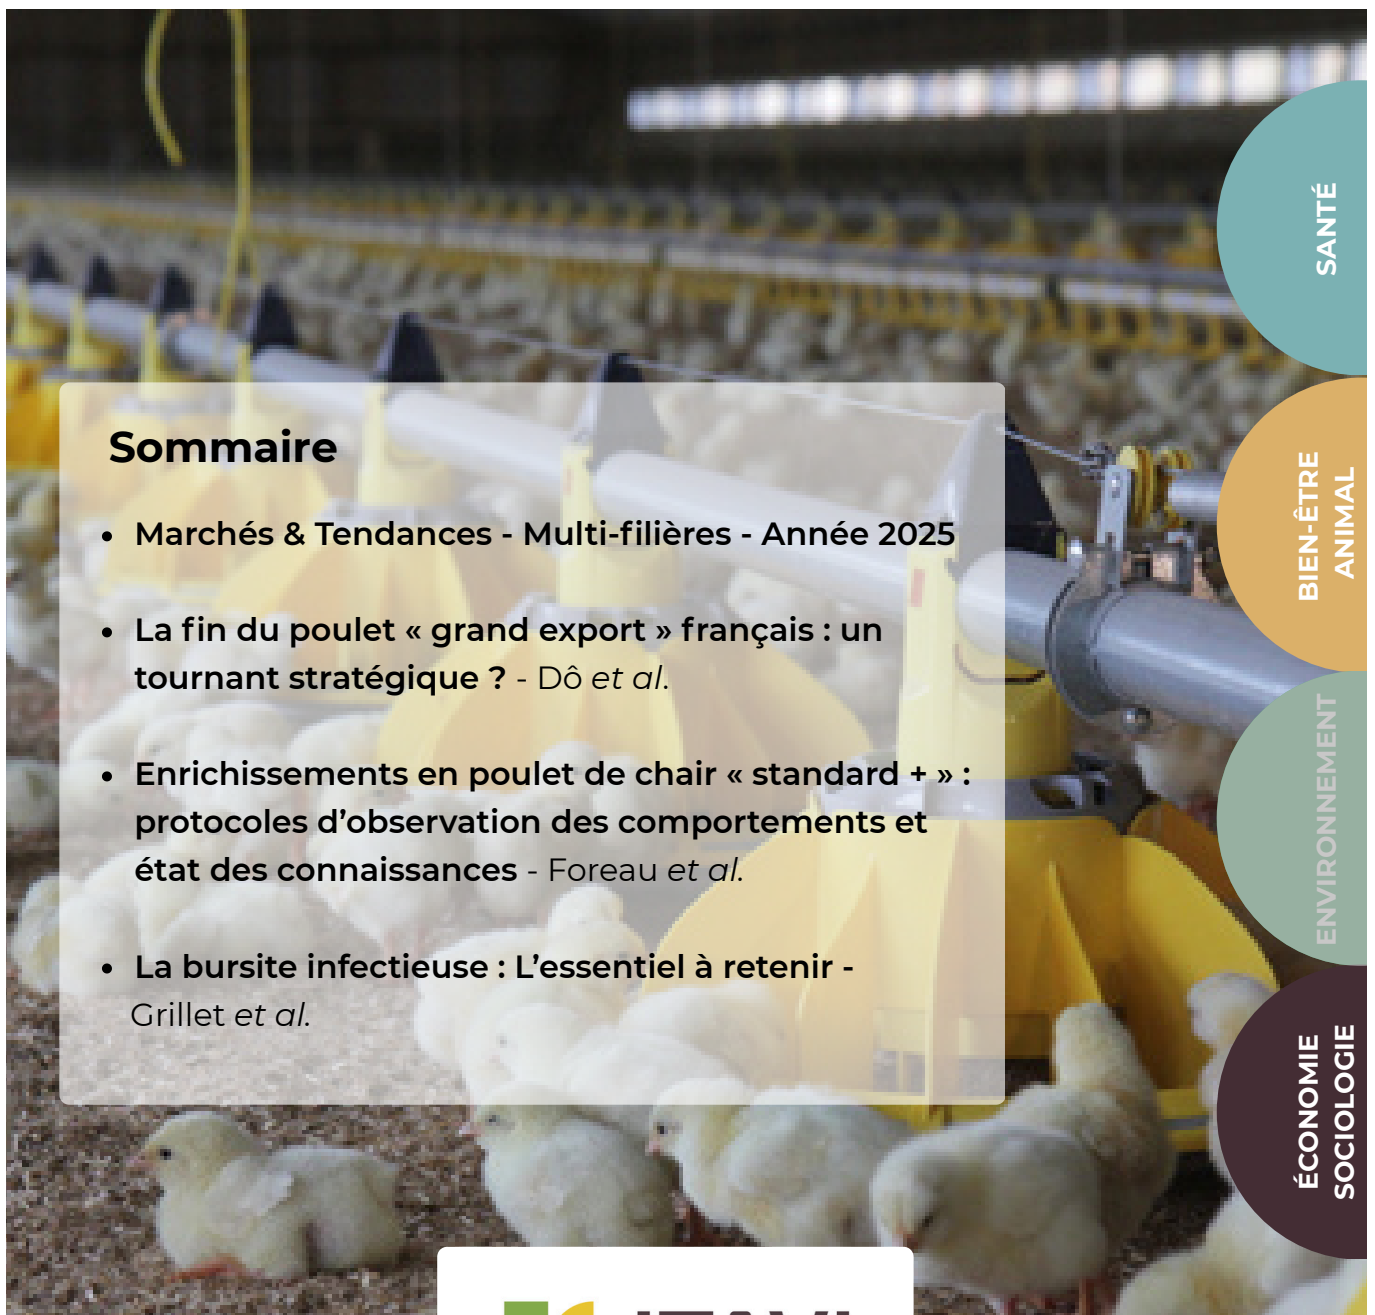 Sommaire
• Marchés & Tendances - Multi-filières - Année 2025
• La fin du poulet « grand export » français : un
tournant stratégique ? - Dô et al.
• Enrichissements en poulet de chair « standard + » :
protocoles d’observation des comportements et
état des connaissances - Foreau et al.
• La bursite infectieuse : L’essentiel à retenir -
Grillet et al.
SANTÉ
BIEN-ÊTRE
ANIMAL
ENVIRONNEMENT
ÉCONOMIE
SOCIOLOGIE